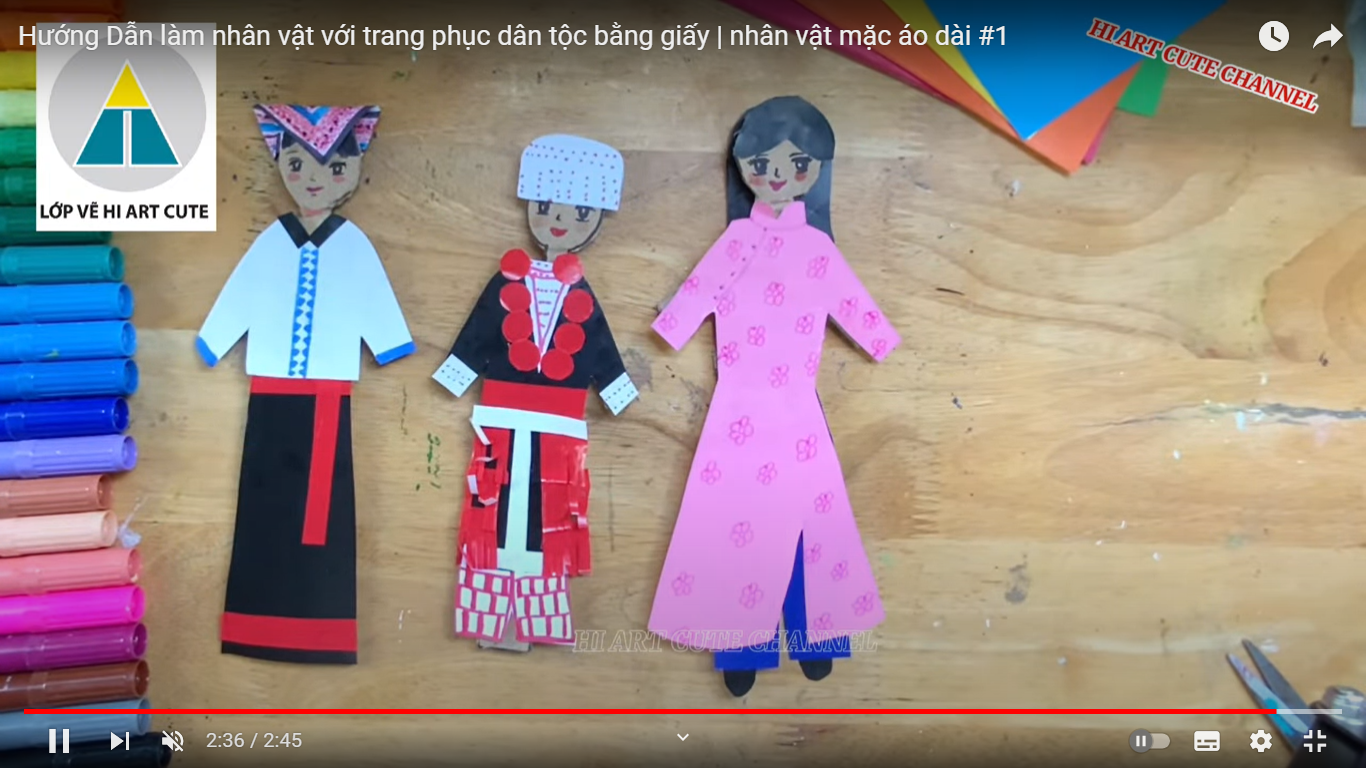 Hướng Dẫn làm nhân vật với trang phục dân tộc bằng giấy | nhân vật mặc áo dài #1
HI ART CUTE CHANNEL
LỚP VẼ HI ART CUTE
HI ART CUTE CHANNEL
2:36 / 2:45